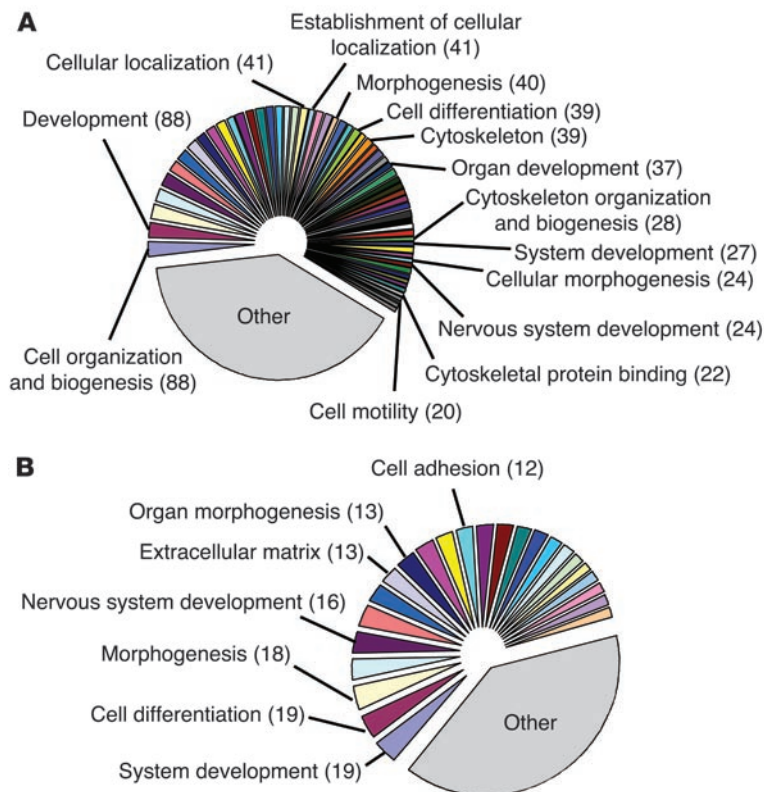 A
Establishment of cellular
localization (41)
Cellular localization (41)
Morphogenesis (40)
Development (88)
Cell differentiation (39)
Cytoskeleton (39)
Organ development (37)
Cytoskeleton organization
and biogenesis (28)
System development (27)
Cellular morphogenesis (24)
Other
Nervous system development (24)
Cell organization
and biogenesis (88)
Cytoskeletal protein binding (22)
Cell motility (20)
B
Cell adhesion (12)
Organ morphogenesis (13)
Extracellular matrix (13)
Nervous system development (16)
Morphogenesis (18)
Cell differentiation (19)
Other
System development (19)